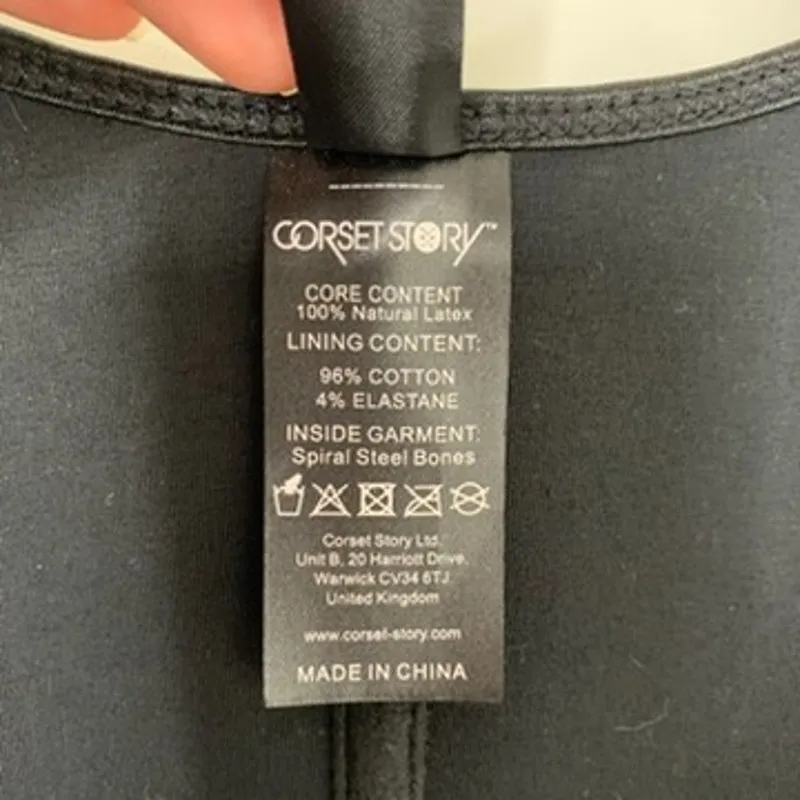 CORSET STORY™
CORE CONTENT
100% Natural Latex
LINING CONTENT:
96% COTTON
4% ELASTANE
INSIDE GARMENT:
Spiral Steel Bones
Corset Story Ltd.
Unit B, 20 Harriott Drive,
Warwick CV34 6TJ
United Kingdom
www.corset-story.com
MADE IN CHINA